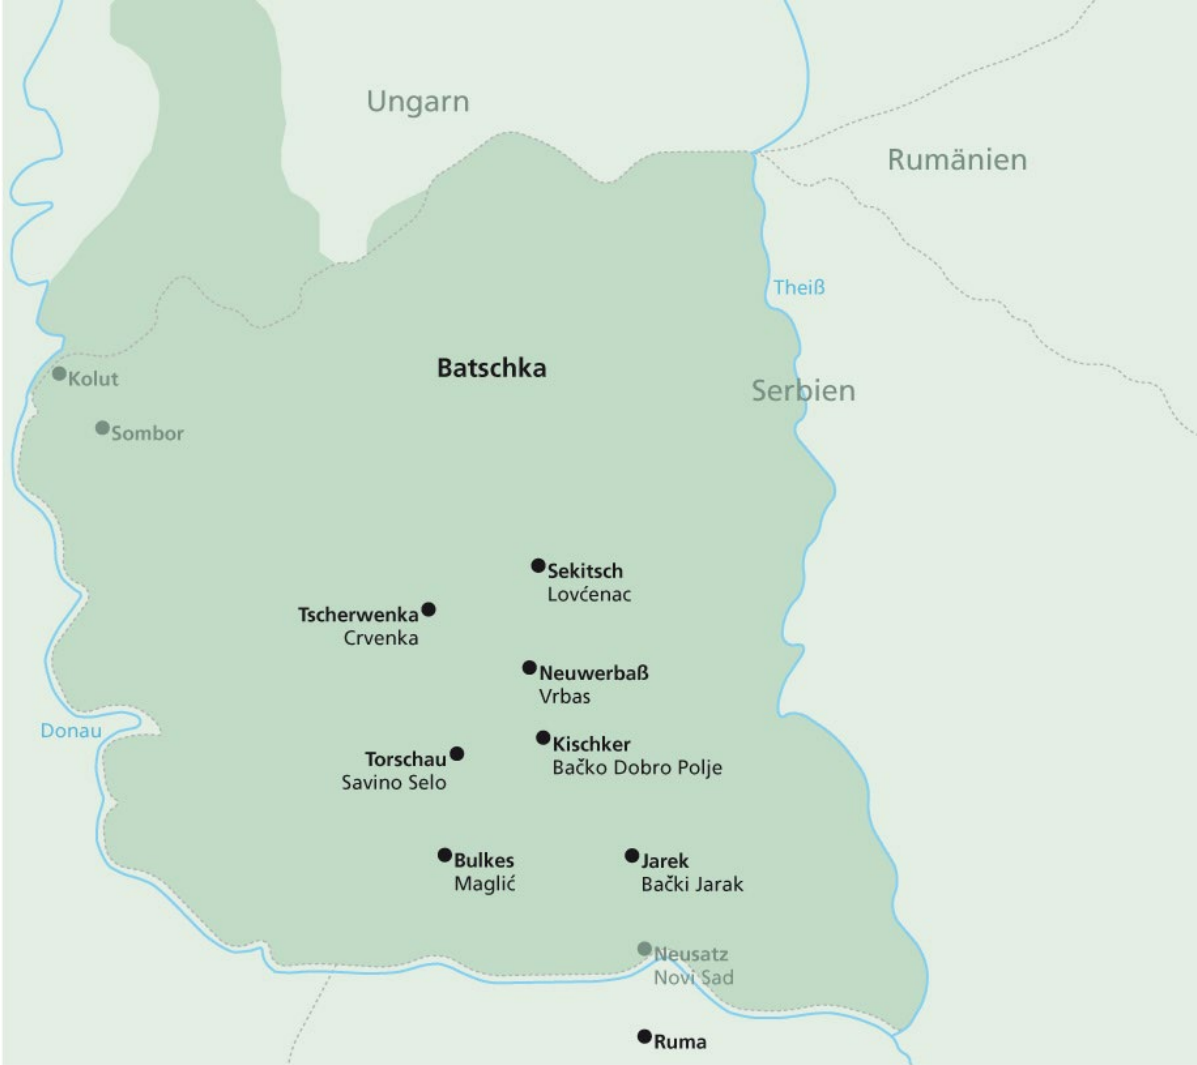 Ungarn
Rumänien
Theiß
Batschka
Kolut
Serbien
Sombor
Sekitsch
Lovćenac
Tscherwenka
Crvenka
Neuwerbaß
Vrbas
Donau
Kischker
Bačko Dobro Polje
Torschau
Savino Selo
Bulkes
Maglić
Jarek
Bački Jarak
Neusatz
Novi Sad
Ruma